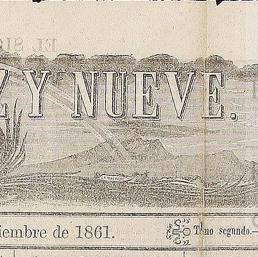 Z Y NUEVE.
iembre de 1861.
Tomo segundo.—